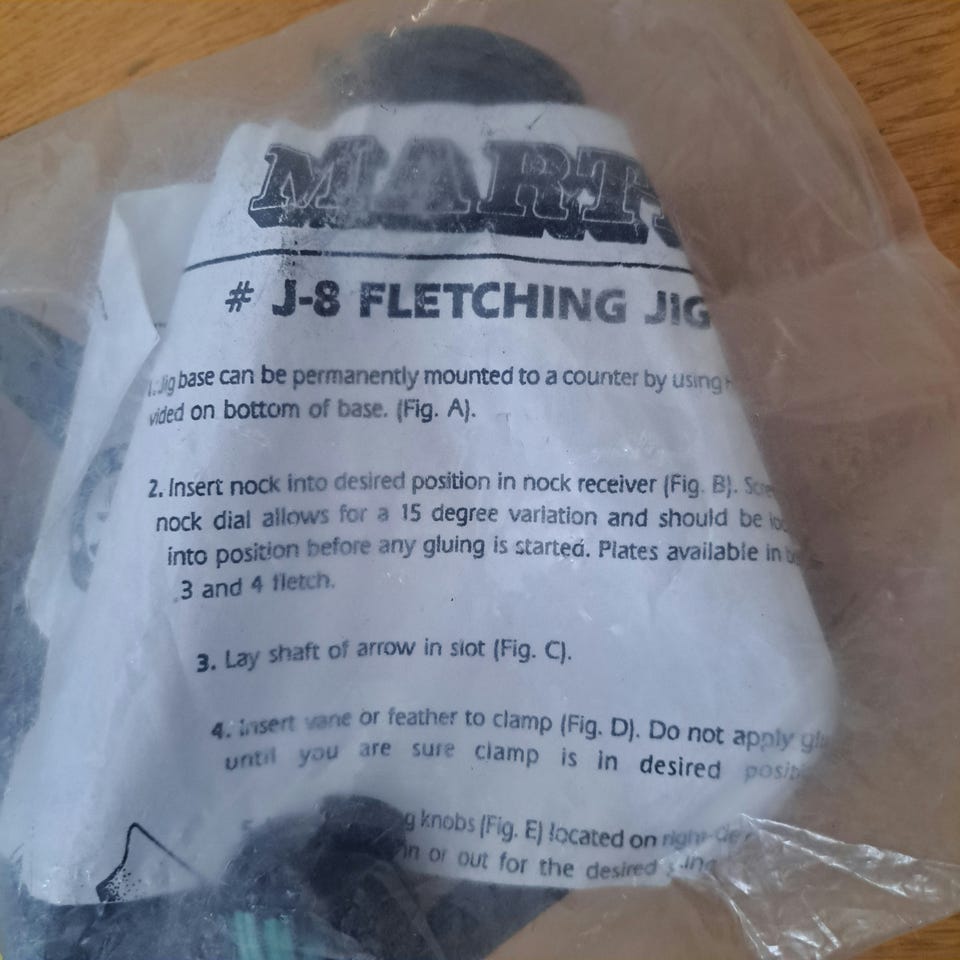 MART
# J-8 FLETCHING JIG
1. Jig base can be permanently mounted to a counter by using
vided on bottom of base. (Fig. A).
2. Insert nock into desired position in nock receiver (Fig. B).
nock dial allows for a 15 degree variation and should be
into position before any gluing is started. Plates available in
3 and 4 fletch.
3. Lay shaft of arrow in slot (Fig. C).
4. Insert vane or feather to clamp (Fig. D). Do not apply
until you are sure clamp is in desired
knobs (Fig. E) located on
in or out for the desired